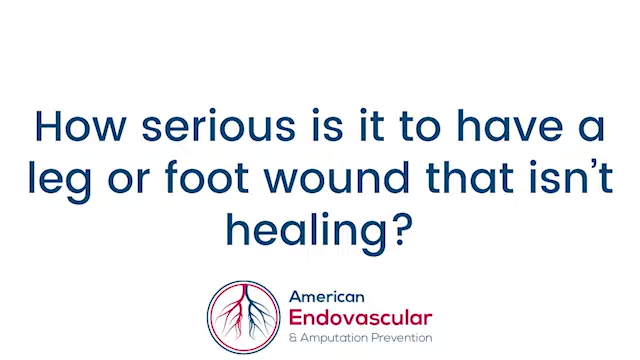 How serious is it to have a
leg or foot wound that isn’t
healing?
American
Endovascular
& Amputation Prevention